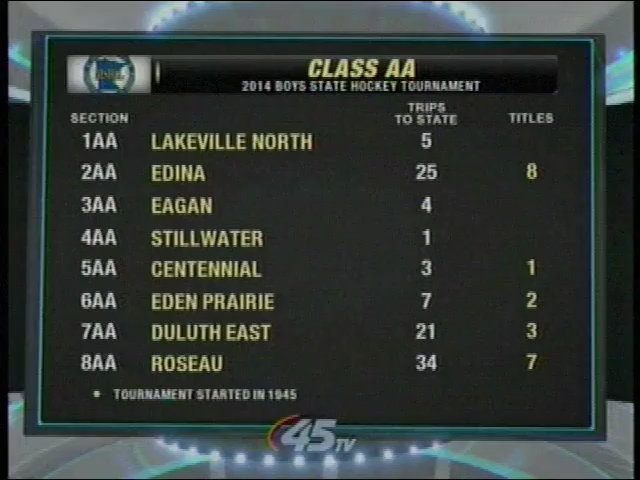 CLASS AA
2014 BOYS STATE HOCKEY TOURNAMENT
SECTION TRIPS TO STATE TITLES
1AA LAKEVILLE NORTH 5
2AA EDINA 25 8
3AA EAGAN 4
4AA STILLWATER 1
5AA CENTENNIAL 3 1
6AA EDEN PRAIRIE 7 2
7AA DULUTH EAST 21 3
8AA ROSEAU 34 7
• TOURNAMENT STARTED IN 1945
45 TV